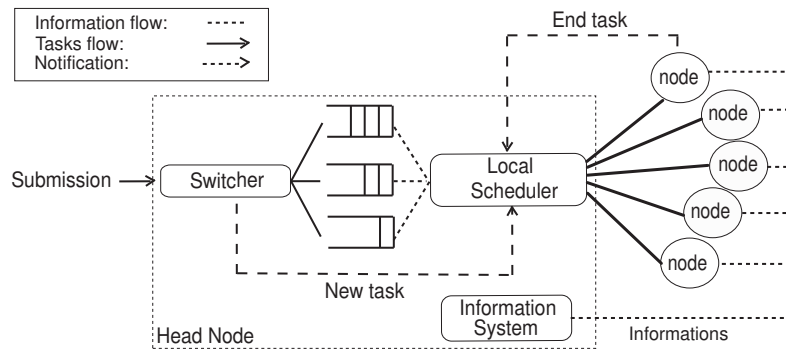 Information flow:
Tasks flow:
Notification:
End task
node
node
node
node
node
Submission
Switcher
Local
Scheduler
New task
Information
System
Head Node
Informations